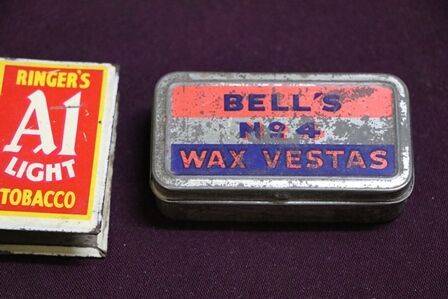 RINGER'S
A1
LIGHT
TOBACCO
BELL'S
No 4
WAX VESTAS